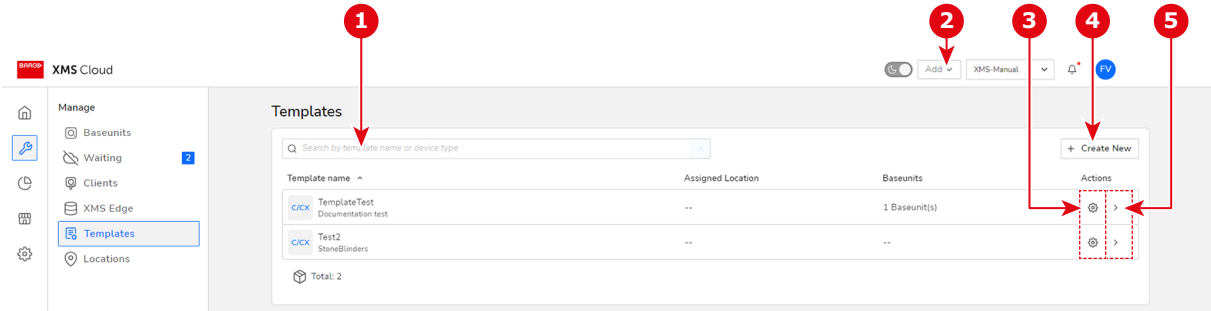 1 2 3 4 5
BARCO XMS Cloud Add XMS-Manual FV
Manage
Baseunits
Waiting 2
Clients
XMS Edge
Templates
Locations
Templates
Search by template name or device type
+ Create New
Template name Assigned Location Baseunits Actions
C/CX TemplateTest -- 1 Baseunit(s)
Documentation test
C/CX Test2 -- --
StoneBlinders
Total: 2